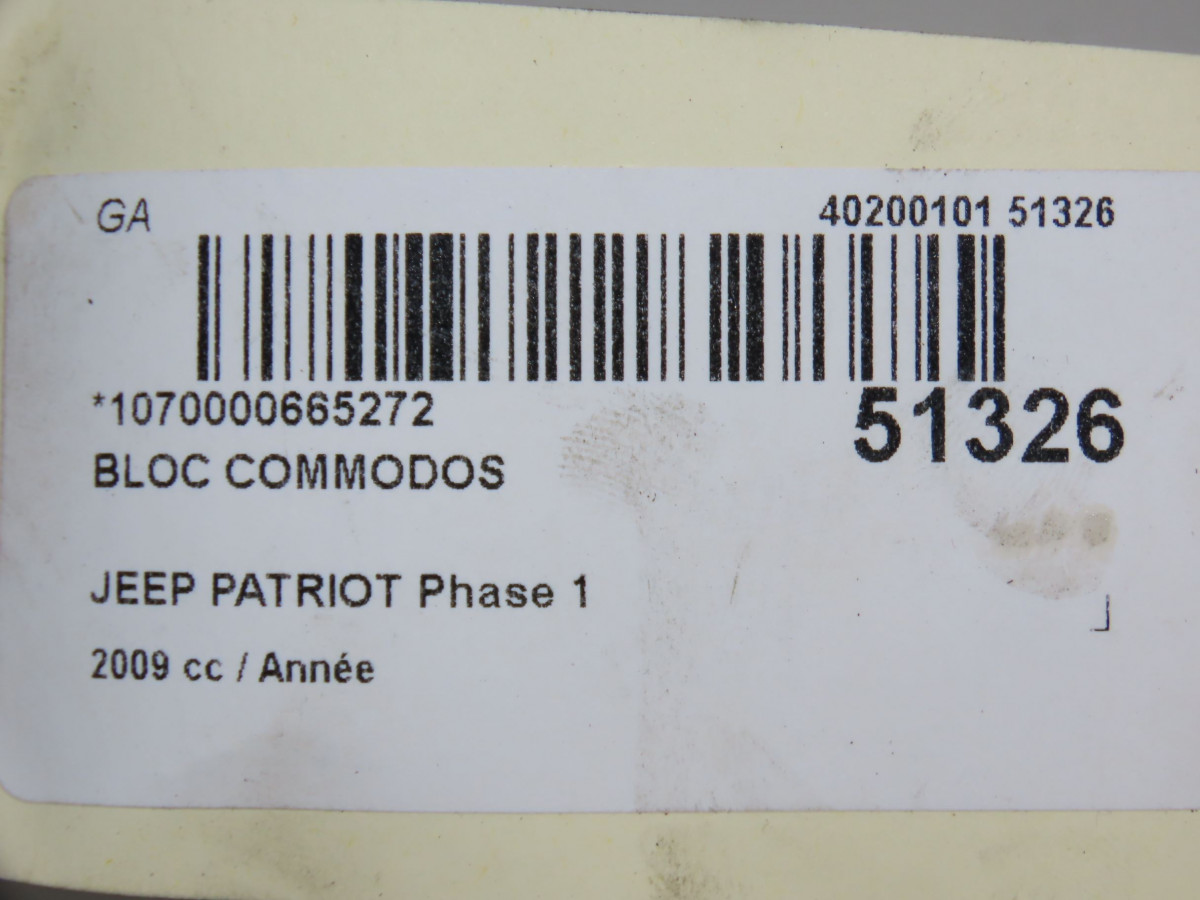 GA
40200101 51326
*1070000665272
51326
BLOC COMMODOS
JEEP PATRIOT Phase 1
2009 cc / Année